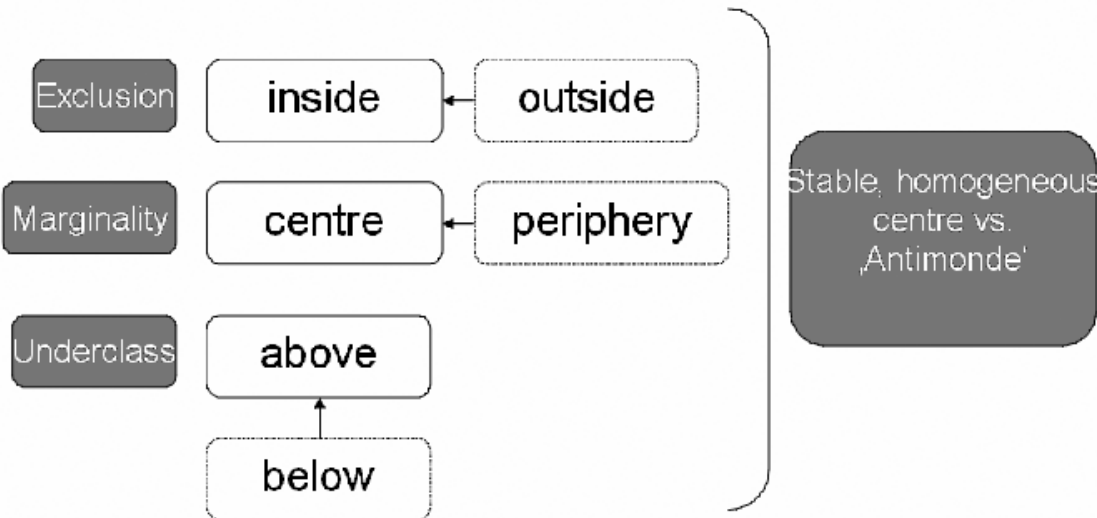 Exclusion inside outside
Marginality centre periphery
Underclass above
below
Stable, homogeneous
centre vs.
‚Antimonde‘